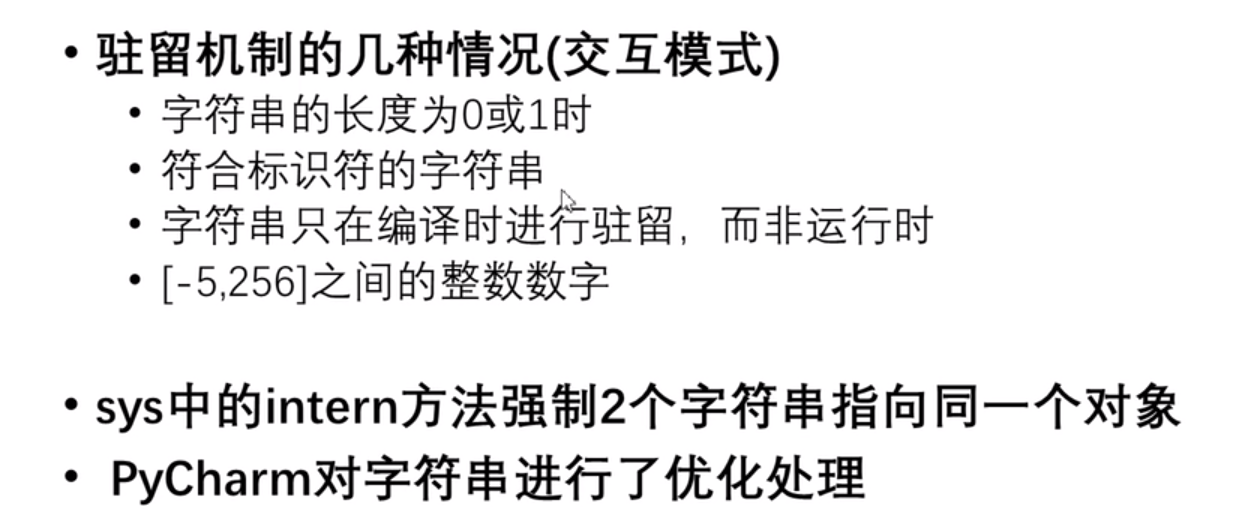 • 驻留机制的几种情况(交互模式)
• 字符串的长度为0或1时
• 符合标识符的字符串
• 字符串只在编译时进行驻留，而非运行时
• [-5,256]之间的整数数字
• sys中的intern方法强制2个字符串指向同一个对象
• PyCharm对字符串进行了优化处理